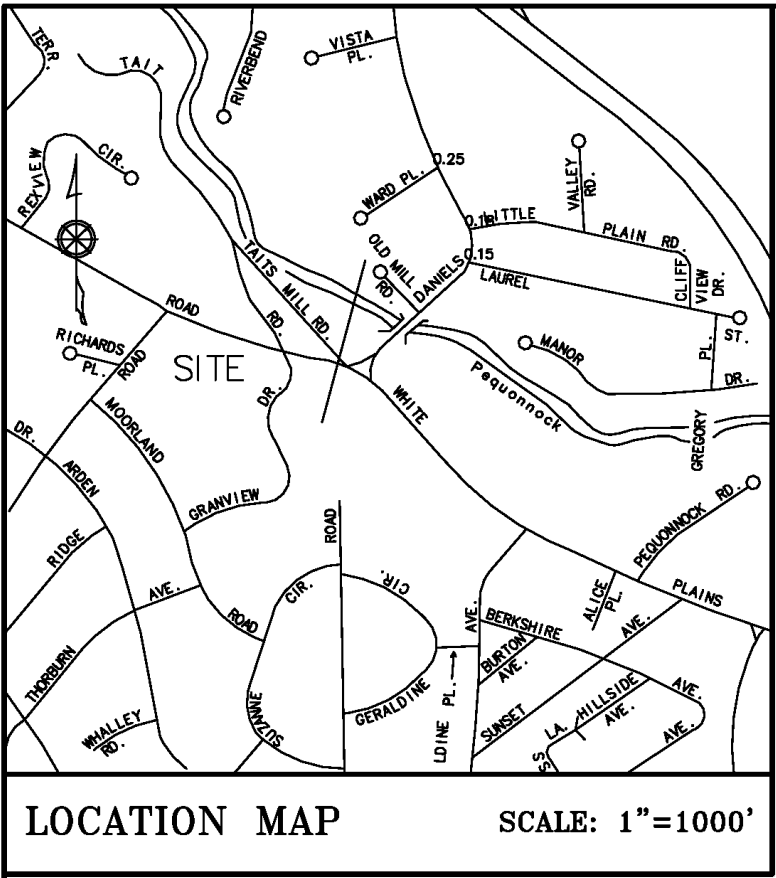 TERR.
TAIT
RIVERBEND
VISTA
PL.
REXVIEW
CIR.
WARD PL.
0.25
VALLEY
RD.
LITTLE
PLAIN RD.
OLD MILL
RD.
DANIELS
0.15
LAUREL
CLIFF
VIEW
DR.
ST.
TAITS
MILL RD.
RD.
ROAD
RICHARDS
PL.
ROAD
SITE
DR.
MANOR
PL.
DR.
Pequonnock
WHITE
GREGORY
MOORLAND
DR.
ARDEN
GRANVIEW
ROAD
PEQUONNOCK RD.
RIDGE
AVE.
ROAD
CIR.
CIR.
AVE.
BERKSHIRE
ALICE
PL.
PLAINS
AVE.
BURTON
AVE.
THORBURN
WHALLEY
RD.
SUZANNE
GERALDINE
LDINE PL.
SUNSET
LA.
HILLSIDE
AVE.
AVE.
AVE.
SS
LOCATION MAP
SCALE: 1"=1000'